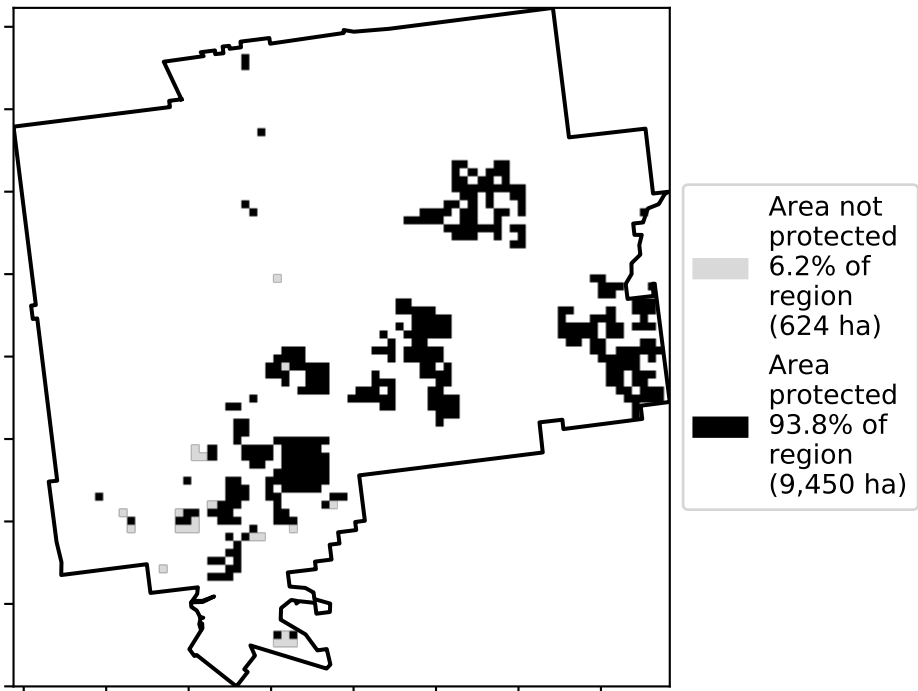 Area not
protected
6.2% of
region
(624 ha)
Area
protected
93.8% of
region
(9,450 ha)